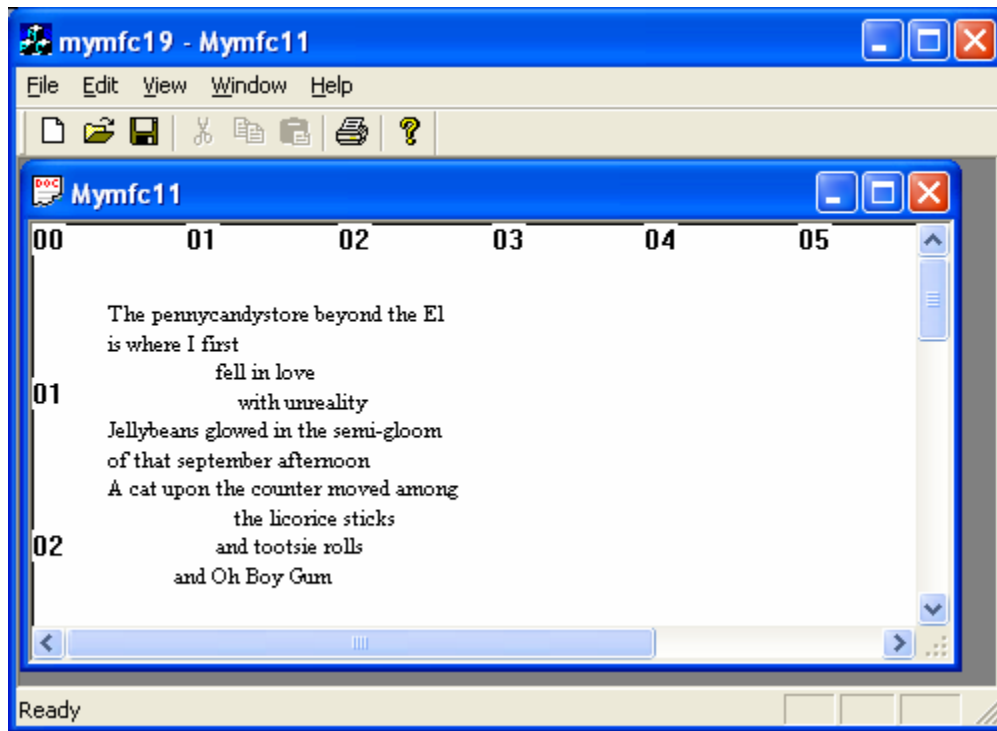 mymfc19 - Mymfc11
File Edit View Window Help
Mymfc11
00 01 02 03 04 05
The pennycandystore beyond the El
is where I first
fell in love
01
with unreality
Jellybeans glowed in the semi-gloom
of that september afternoon
A cat upon the counter moved among
the licorice sticks
02
and tootsie rolls
and Oh Boy Gum
Ready